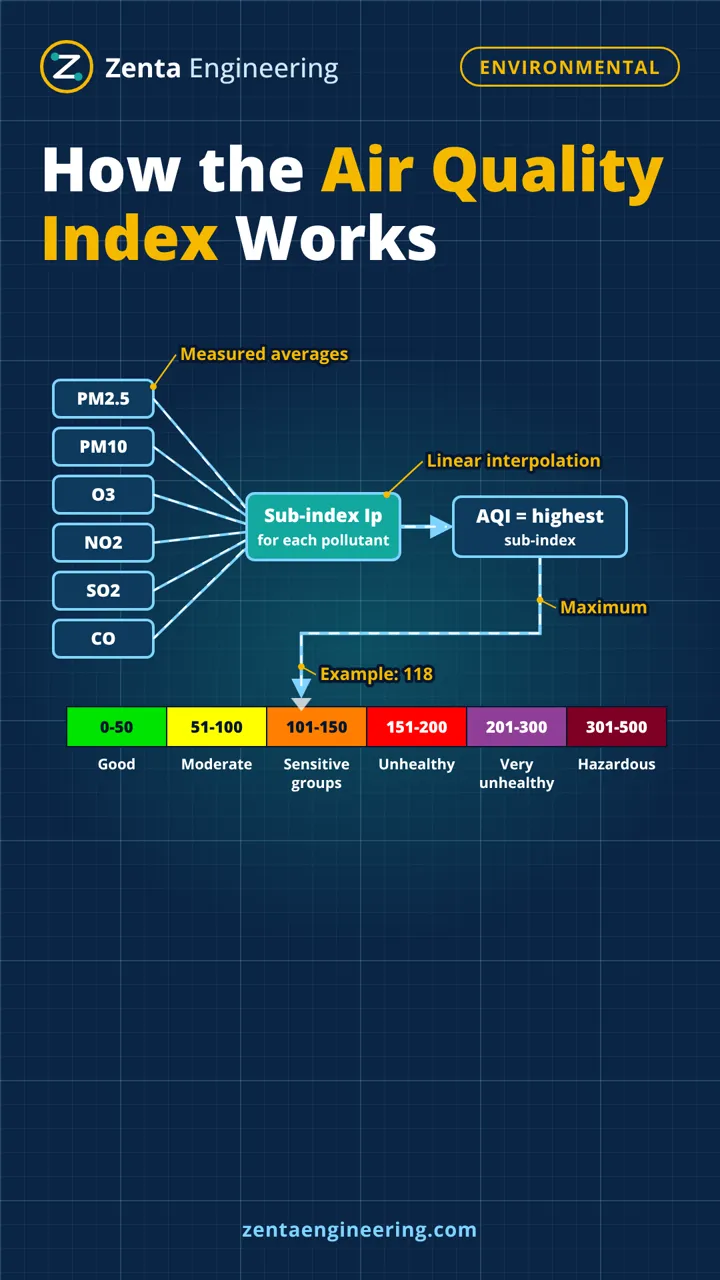 Zenta Engineering
ENVIRONMENTAL
How the Air Quality
Index Works
Measured averages
PM2.5
PM10
O3
NO2
SO2
CO
Linear interpolation
Sub-index Ip
for each pollutant
AQI = highest
sub-index
Maximum
Example: 118
0-50
51-100
101-150
151-200
201-300
301-500
Good
Moderate
Sensitive
groups
Unhealthy
Very
unhealthy
Hazardous
zentaengineering.com